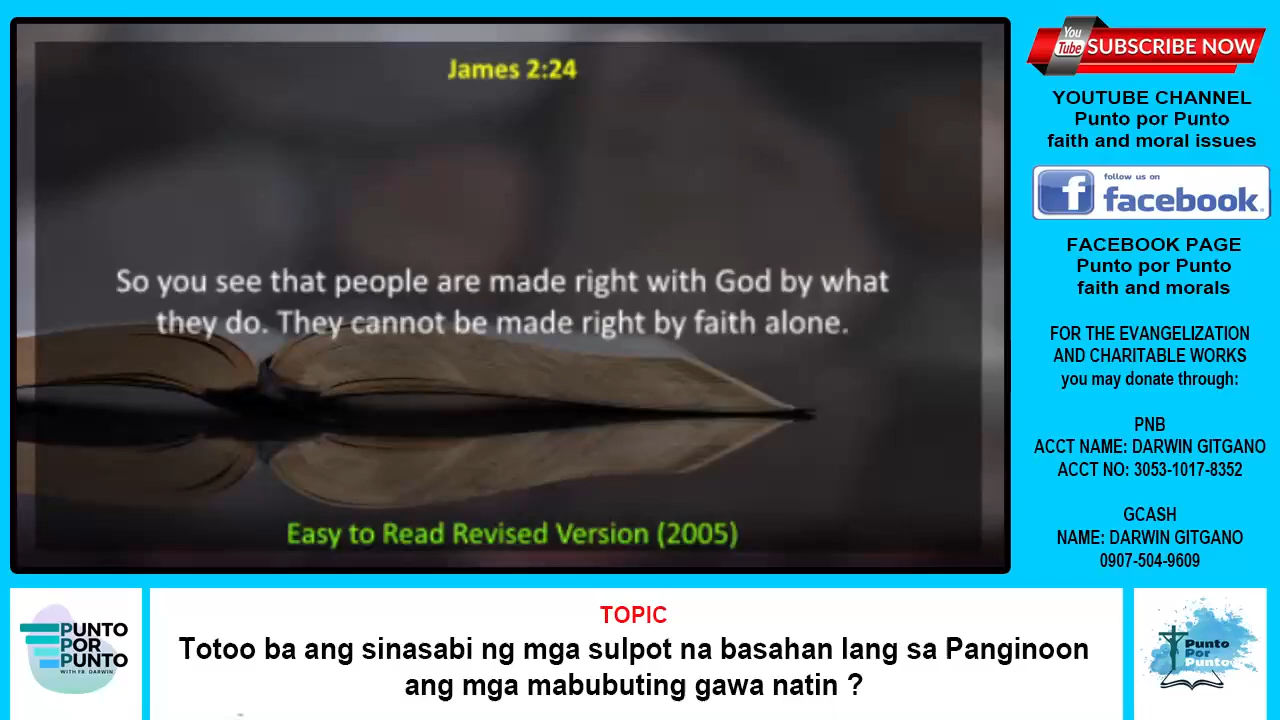 James 2:24
So you see that people are made right with God by what
they do. They cannot be made right by faith alone.
Easy to Read Revised Version (2005)
You
Tube SUBSCRIBE NOW
YOUTUBE CHANNEL
Punto por Punto
faith and moral issues
follow us on
facebook.
FACEBOOK PAGE
Punto por Punto
faith and morals
FOR THE EVANGELIZATION
AND CHARITABLE WORKS
you may donate through:
PNB
ACCT NAME: DARWIN GITGANO
ACCT NO: 3053-1017-8352
GCASH
NAME: DARWIN GITGANO
0907-504-9609
PUNTO
POR
PUNTO
WITH FR. DARWIN
TOPIC
Totoo ba ang sinasabi ng mga sulpot na basahan lang sa Panginoon
ang mga mabubuting gawa natin ?
Punto
Por
Punto